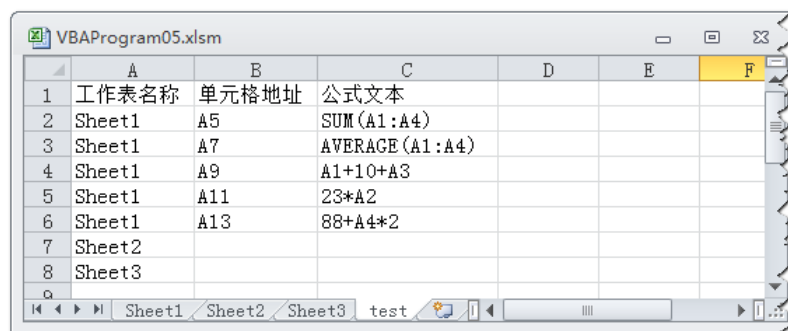 VBAProgram05.xlsm
A B C D E F
1 工作表名称 单元格地址 公式文本
2 Sheet1 A5 SUM(A1:A4)
3 Sheet1 A7 AVERAGE(A1:A4)
4 Sheet1 A9 A1+10+A3
5 Sheet1 A11 23*A2
6 Sheet1 A13 88+A4*2
7 Sheet2
8 Sheet3
9
Sheet1 Sheet2 Sheet3 test